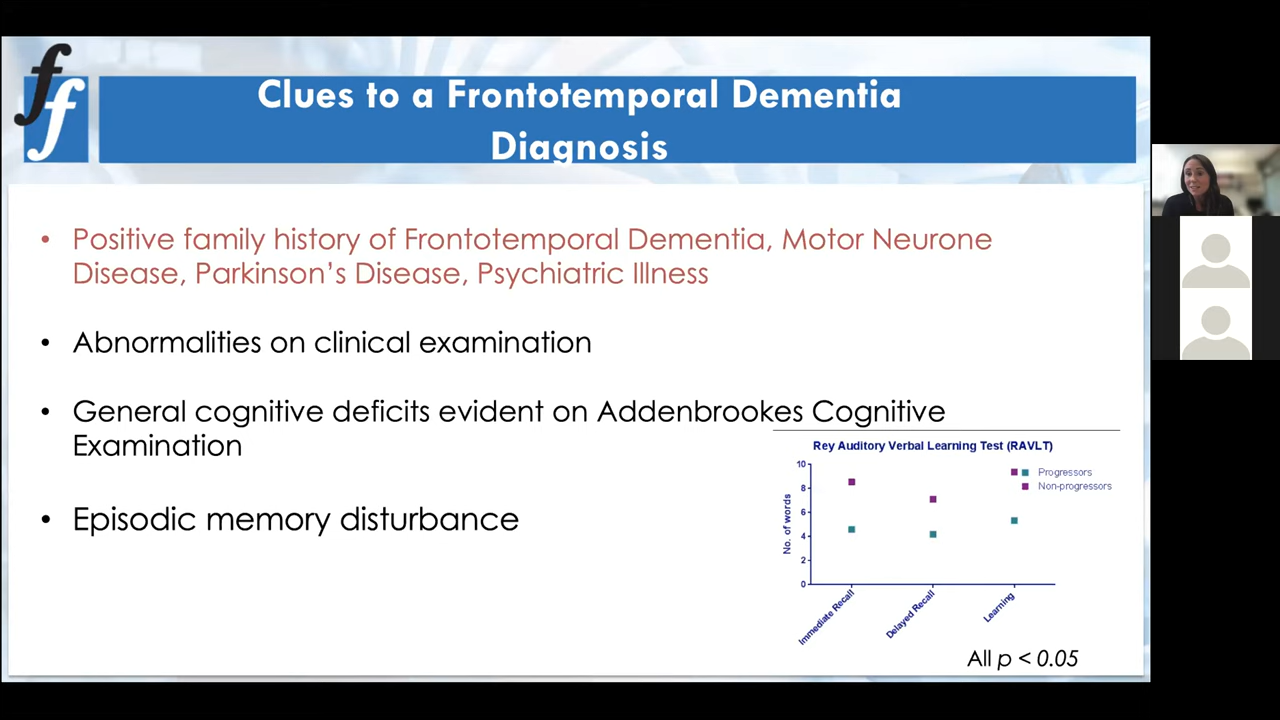 ff
Clues to a Frontotemporal Dementia
Diagnosis
• Positive family history of Frontotemporal Dementia, Motor Neurone
Disease, Parkinson’s Disease, Psychiatric Illness
• Abnormalities on clinical examination
• General cognitive deficits evident on Addenbrookes Cognitive
Examination
• Episodic memory disturbance
Rey Auditory Verbal Learning Test (RAVLT)
Progressors
Non-progressors
No. of words
10
8
6
4
2
0
Immediate Recall
Delayed Recall
Learning
All p < 0.05